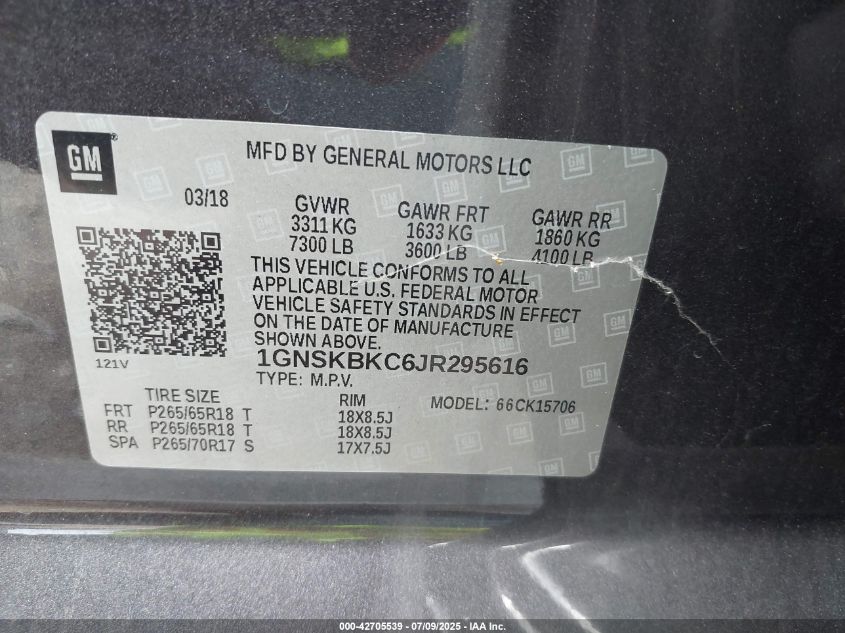 GM®
MFD BY GENERAL MOTORS LLC
03/18
GVWR GAWR FRT GAWR RR
3311 KG 1633 KG 1860 KG
7300 LB 3600 LB 4100 LB
THIS VEHICLE CONFORMS TO ALL
APPLICABLE U.S. FEDERAL MOTOR
VEHICLE SAFETY STANDARDS IN EFFECT
ON THE DATE OF MANUFACTURE
SHOWN ABOVE.
121V
1GNSKBKC6JR295616
TYPE: M.P.V.
TIRE SIZE RIM MODEL: 66CK15706
FRT P265/65R18 T 18X8.5J
RR P265/65R18 T 18X8.5J
SPA P265/70R17 S 17X7.5J
000-42705539 - 07/09/2025 - IAA Inc.